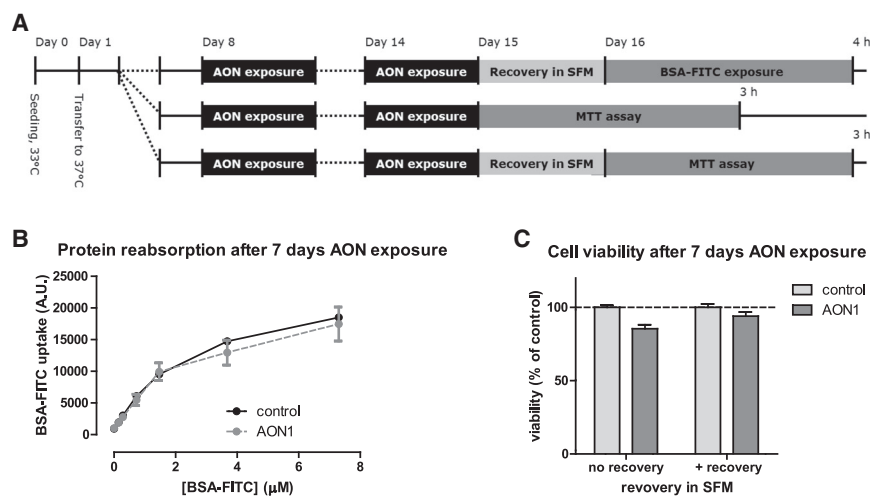 A
Day 0 Day 1 Day 8 Day 14 Day 15 Day 16 4 h
AON exposure AON exposure Recovery in SFM BSA-FITC exposure
3 h
AON exposure AON exposure MTT assay
3 h
AON exposure AON exposure Recovery in SFM MTT assay
Seeding, 33°C
Transfer to 37°C
B
Protein reabsorption after 7 days AON exposure
BSA-FITC uptake (A.U.)
25000
20000
15000
10000
5000
0
control
AON1
0 2 4 6 8
[BSA-FITC] (μM)
C
Cell viability after 7 days AON exposure
viability (% of control)
100
50
0
control
AON1
no recovery + recovery
revovery in SFM